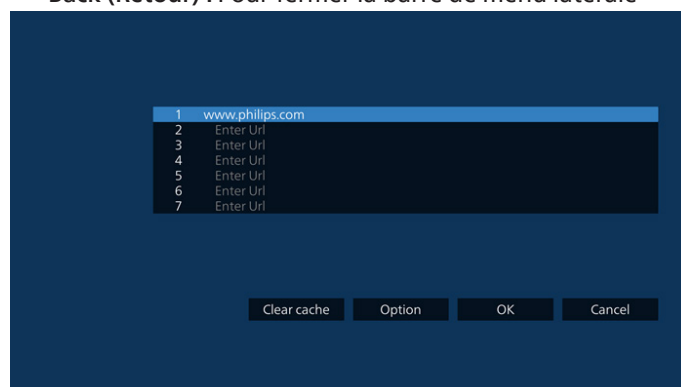 Back (Retour) : Pour fermer la barre de menu latérale
1 www.philips.com
2 Enter Url
3 Enter Url
4 Enter Url
5 Enter Url
6 Enter Url
7 Enter Url
Clear cache Option OK Cancel